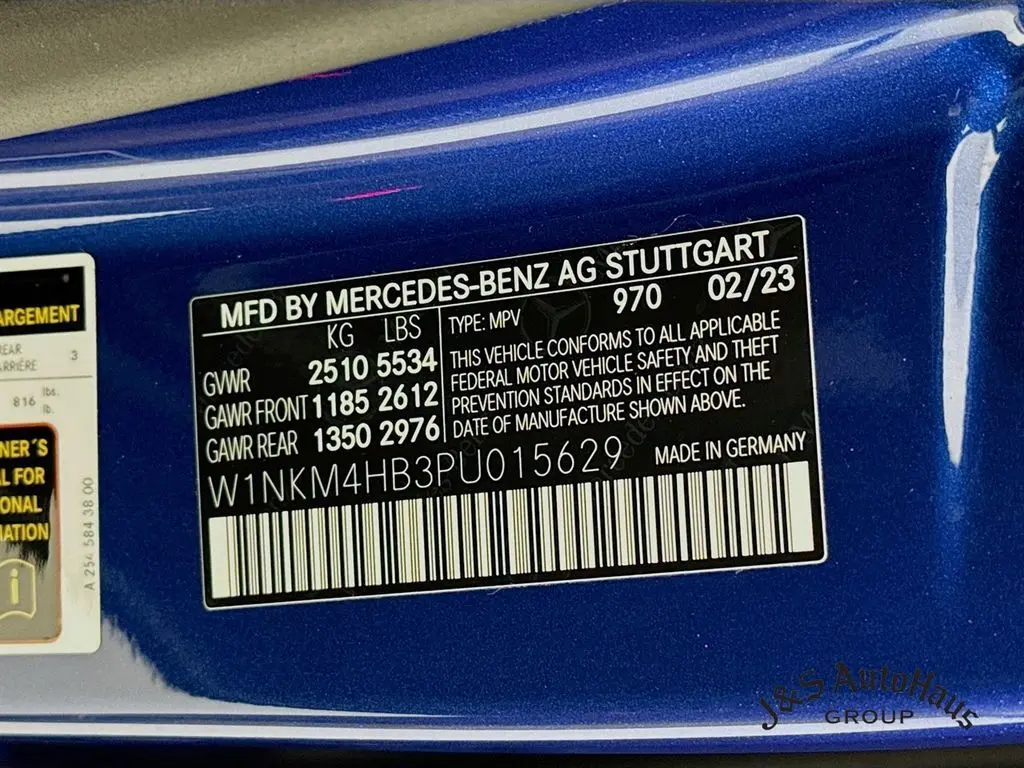 MFD BY MERCEDES-BENZ AG STUTTGART
KG LBS
GVWR 2510 5534
GAWR FRONT 1185 2612
GAWR REAR 1350 2976
TYPE: MPV 970 02/23
THIS VEHICLE CONFORMS TO ALL APPLICABLE
FEDERAL MOTOR VEHICLE SAFETY AND THEFT
PREVENTION STANDARDS IN EFFECT ON THE
DATE OF MANUFACTURE SHOWN ABOVE.
W1NKM4HB3PU015629 MADE IN GERMANY
ARGEMENT
REAR 3
ARRIÈRE
816 lbs.
lb.
NER´S
AL FOR
IONAL
MATION
A 254 584 38 00
J&S AutoHaus
GROUP